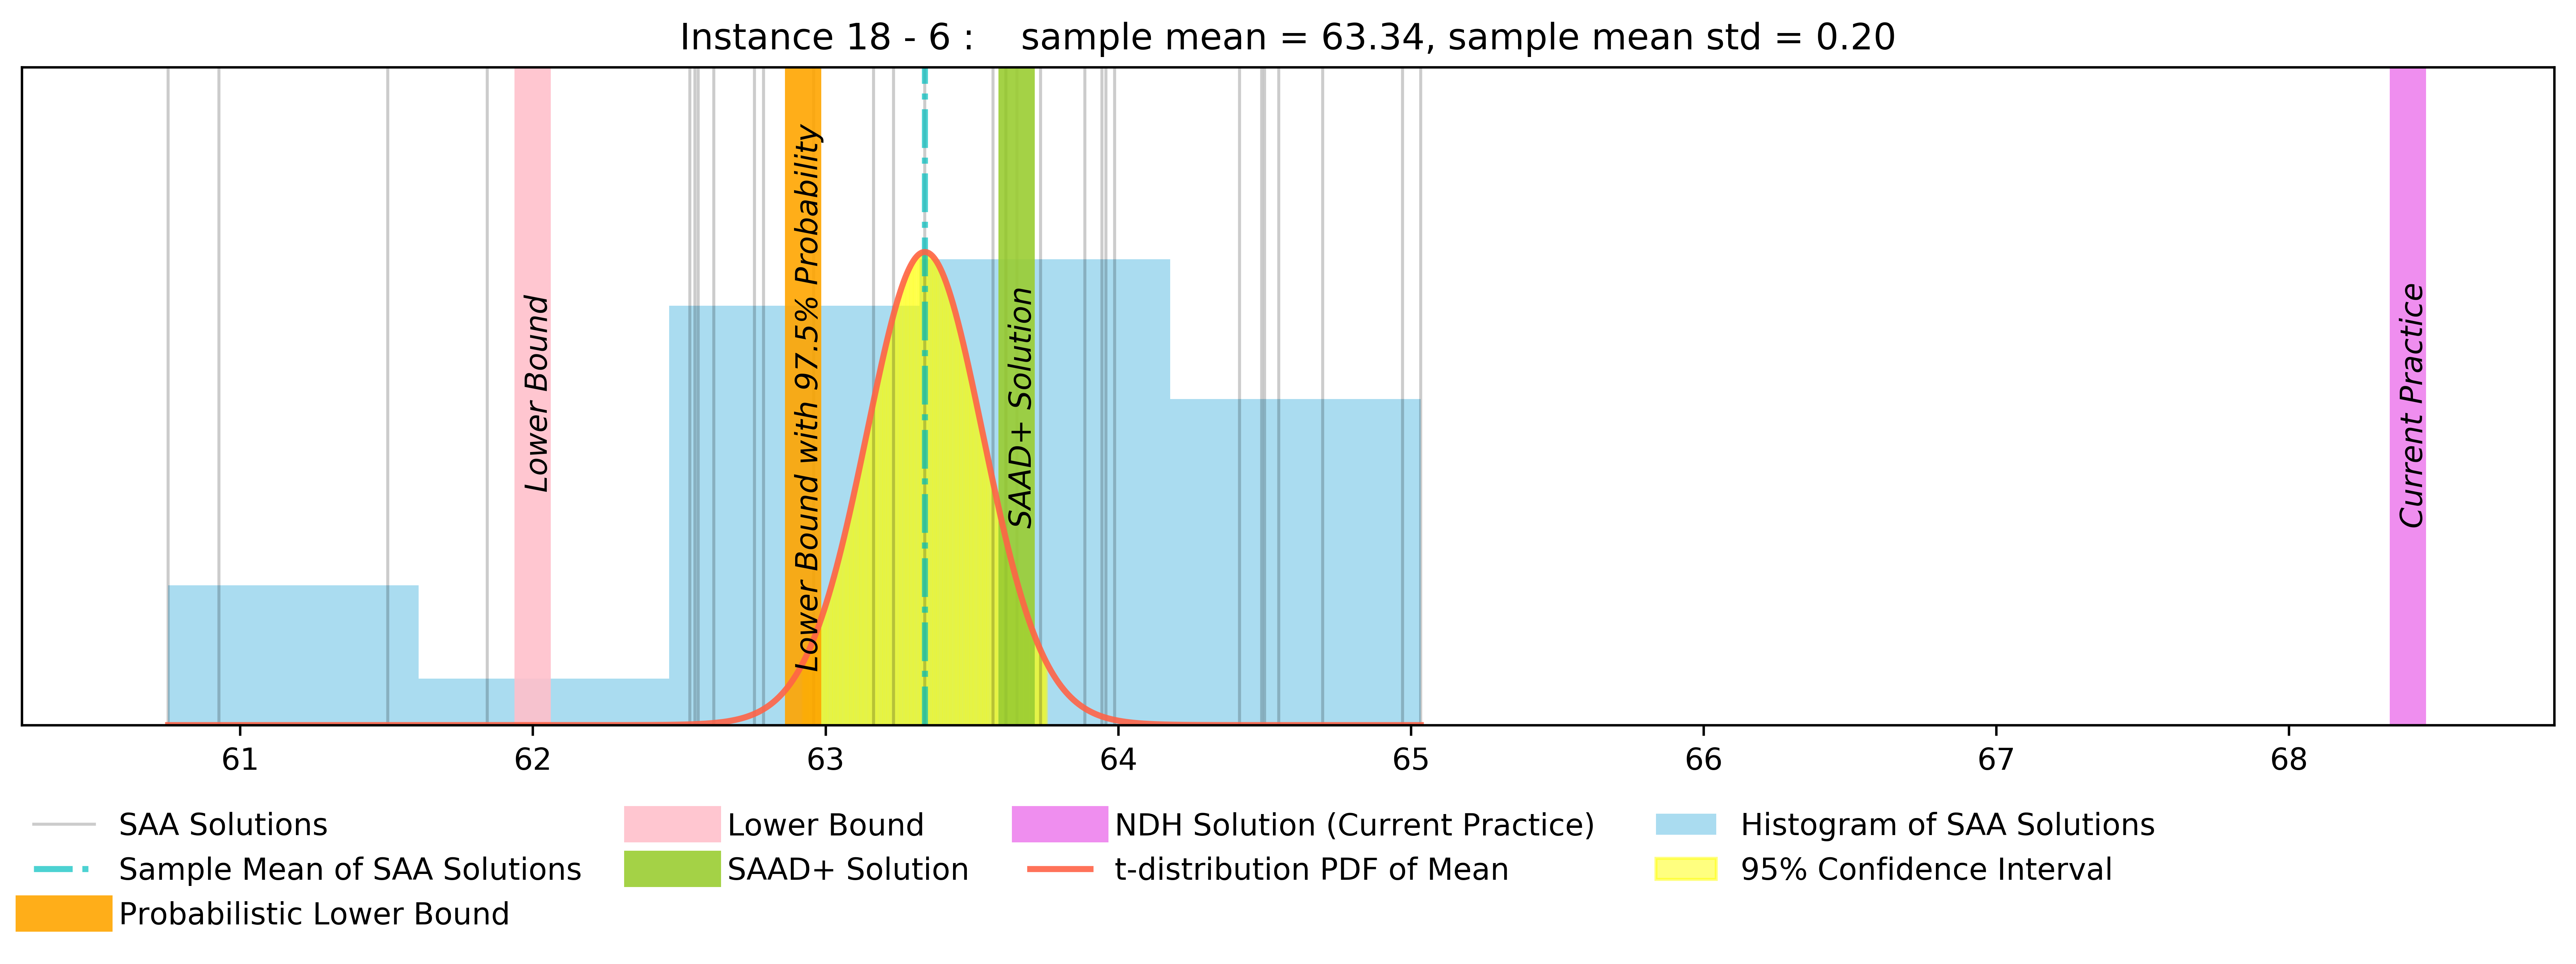 Instance 18 - 6 :    sample mean = 63.34, sample mean std = 0.20
Lower Bound
Lower Bound with 97.5% Probability
SAAD+ Solution
Current Practice
61 62 63 64 65 66 67 68
SAA Solutions
Sample Mean of SAA Solutions
Probabilistic Lower Bound
Lower Bound
SAAD+ Solution
NDH Solution (Current Practice)
t-distribution PDF of Mean
Histogram of SAA Solutions
95% Confidence Interval